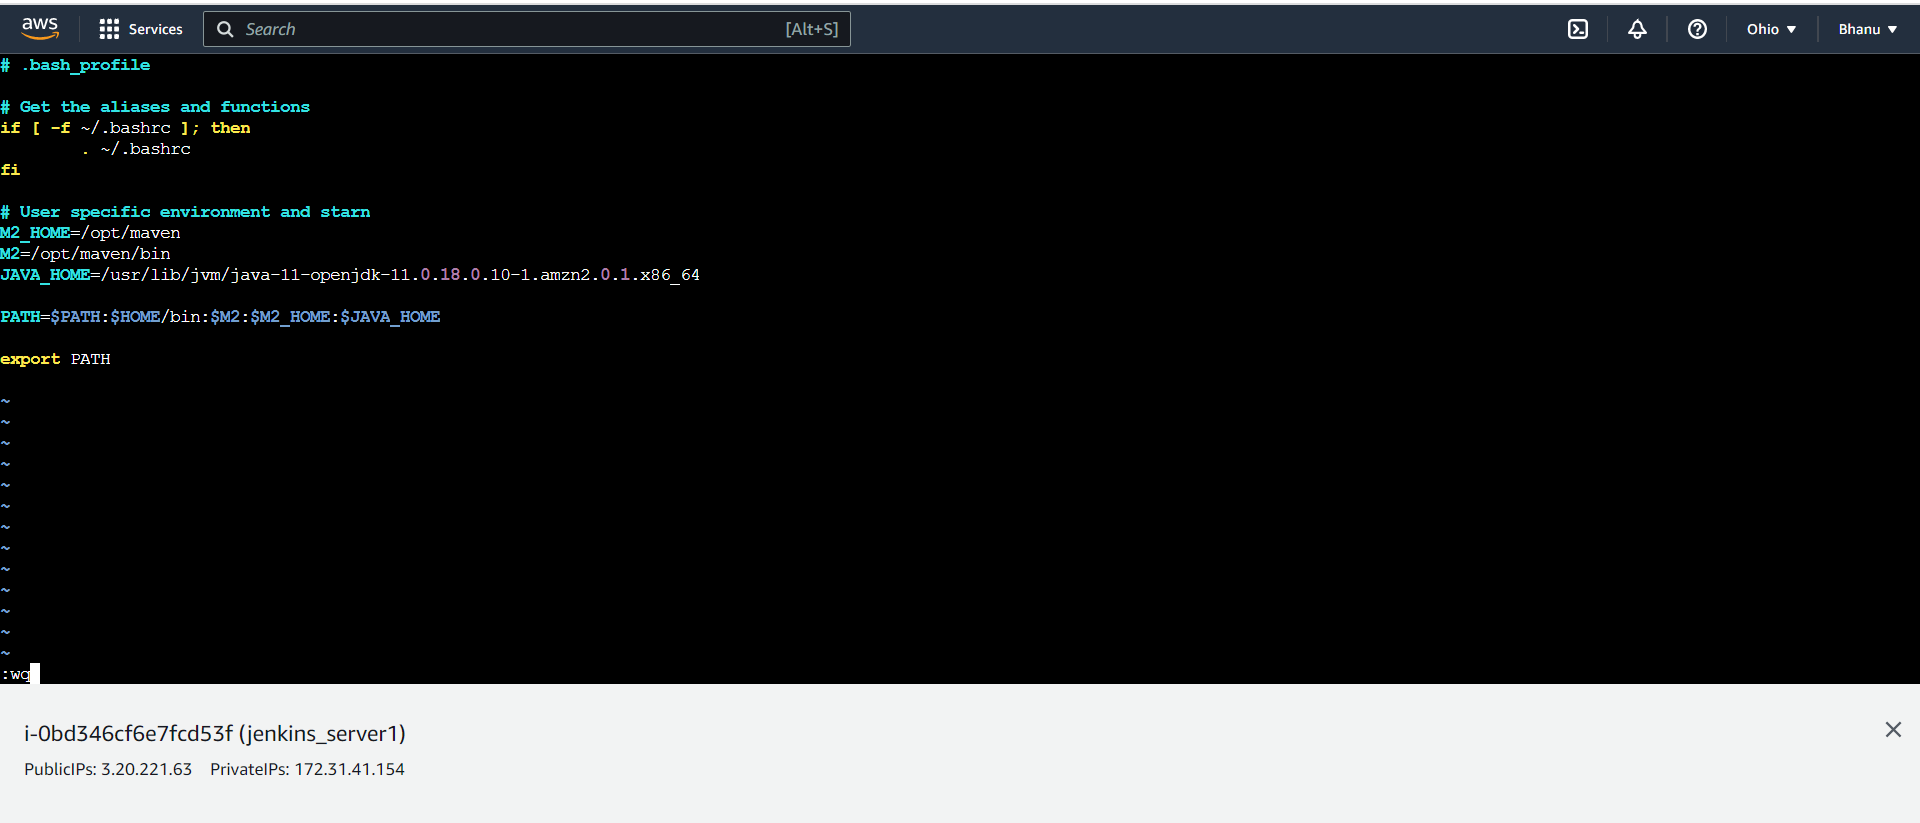 aws Services Search [Alt+S] Ohio Bhanu
# .bash_profile
# Get the aliases and functions
if [ -f ~/.bashrc ]; then
. ~/.bashrc
fi
# User specific environment and starn
M2_HOME=/opt/maven
M2=/opt/maven/bin
JAVA_HOME=/usr/lib/jvm/java-11-openjdk-11.0.18.0.10-1.amzn2.0.1.x86_64
PATH=$PATH:$HOME/bin:$M2:$M2_HOME:$JAVA_HOME
export PATH
~
~
~
~
~
~
~
~
~
~
~
~
~
:wq
i-0bd346cf6e7fcd53f (jenkins_server1)
PublicIPs: 3.20.221.63 PrivateIPs: 172.31.41.154